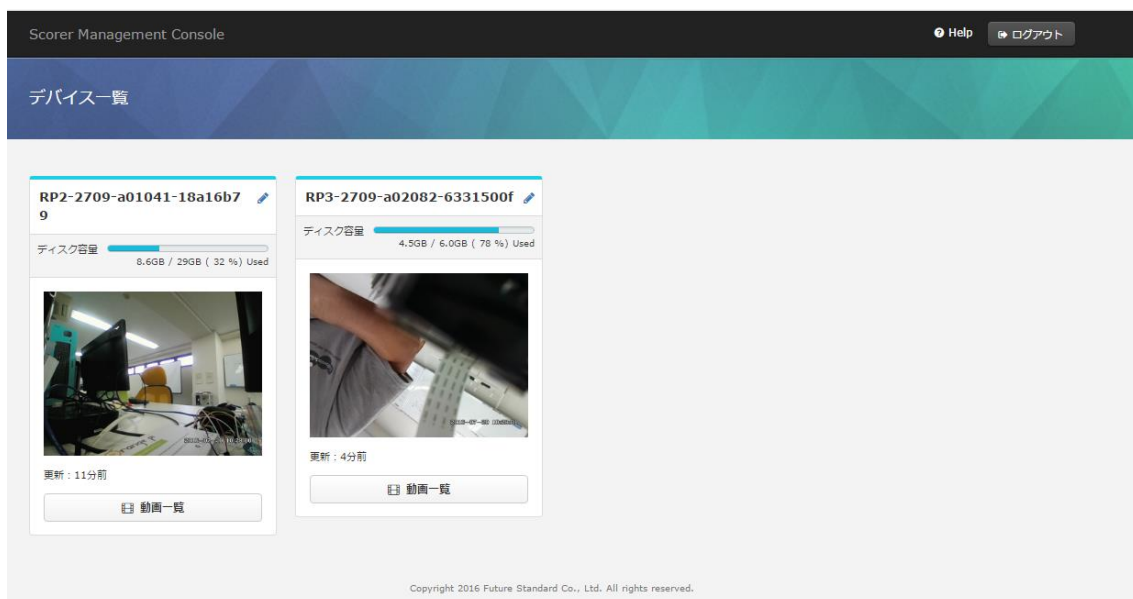 Scorer Management Console
Help
ログアウト
デバイス一覧
RP2-2709-a01041-18a16b7
9
ディスク容量
8.6GB / 29GB ( 32 %) Used
更新：11分前
動画一覧
RP3-2709-a02082-6331500f
ディスク容量
4.5GB / 6.0GB ( 78 %) Used
更新：4分前
動画一覧
Copyright 2016 Future Standard Co., Ltd. All rights reserved.